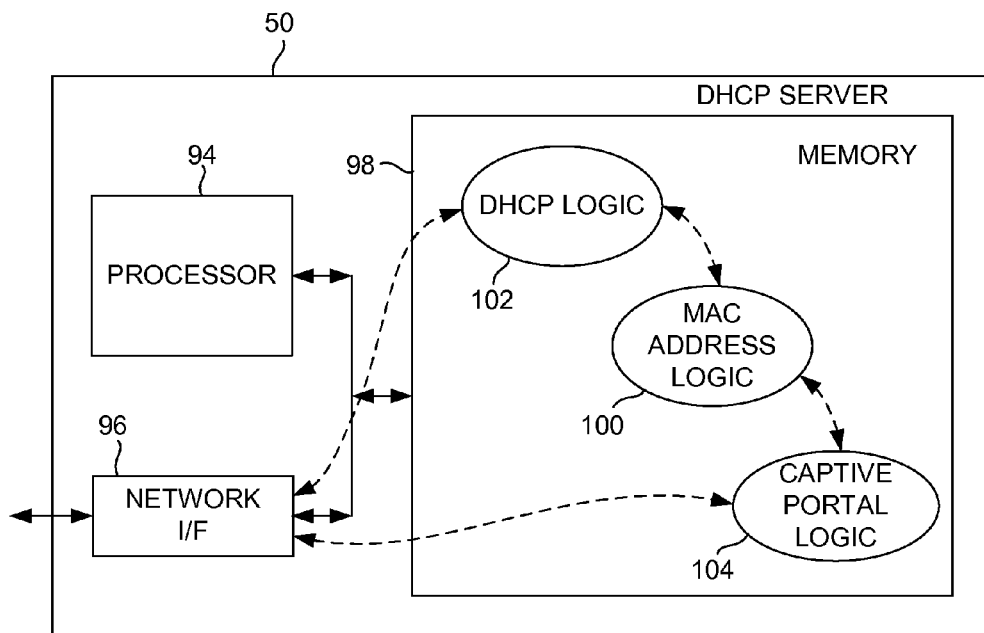 50
DHCP SERVER
94
98
MEMORY
PROCESSOR
DHCP LOGIC
102
MAC
ADDRESS
LOGIC
100
96
NETWORK
I/F
CAPTIVE
PORTAL
LOGIC
104